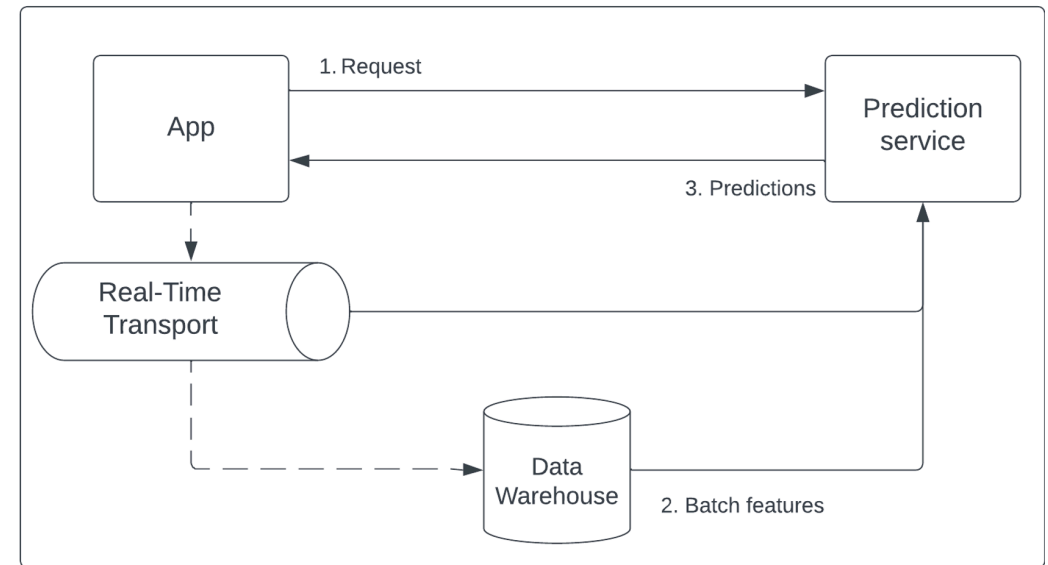 1. Request
App
Prediction
service
3. Predictions
Real-Time
Transport
Data
Warehouse
2. Batch features